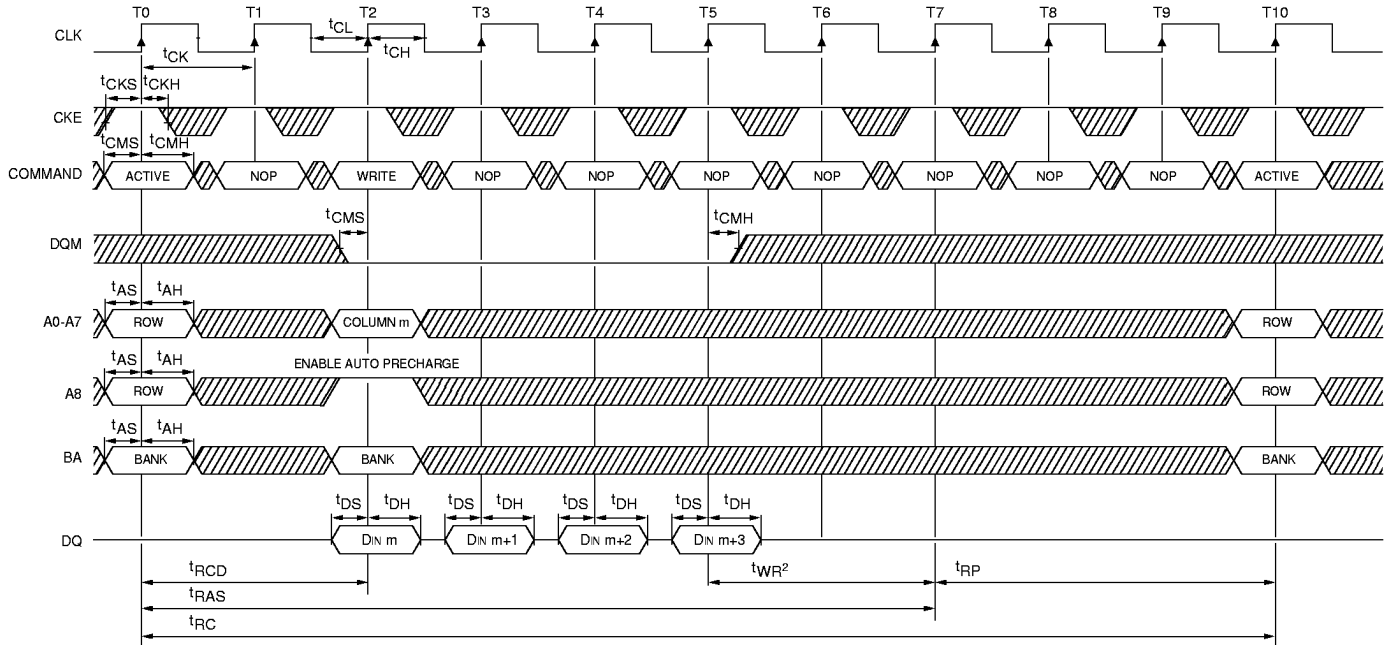 T0 T1 T2 T3 T4 T5 T6 T7 T8 T9 T10
CLK
tCL
tCK tCH
tCKS tCKH
CKE
tCMS tCMH
COMMAND ACTIVE NOP WRITE NOP NOP NOP NOP NOP NOP NOP ACTIVE
tCMS tCMH
DQM
tAS tAH
A0-A7 ROW COLUMN m ROW
tAS tAH ENABLE AUTO PRECHARGE
A8 ROW ROW
tAS tAH
BA BANK BANK BANK
tDS tDH tDS tDH tDS tDH tDS tDH
DQ DIN m DIN m+1 DIN m+2 DIN m+3
tRCD tWR² tRP
tRAS
tRC